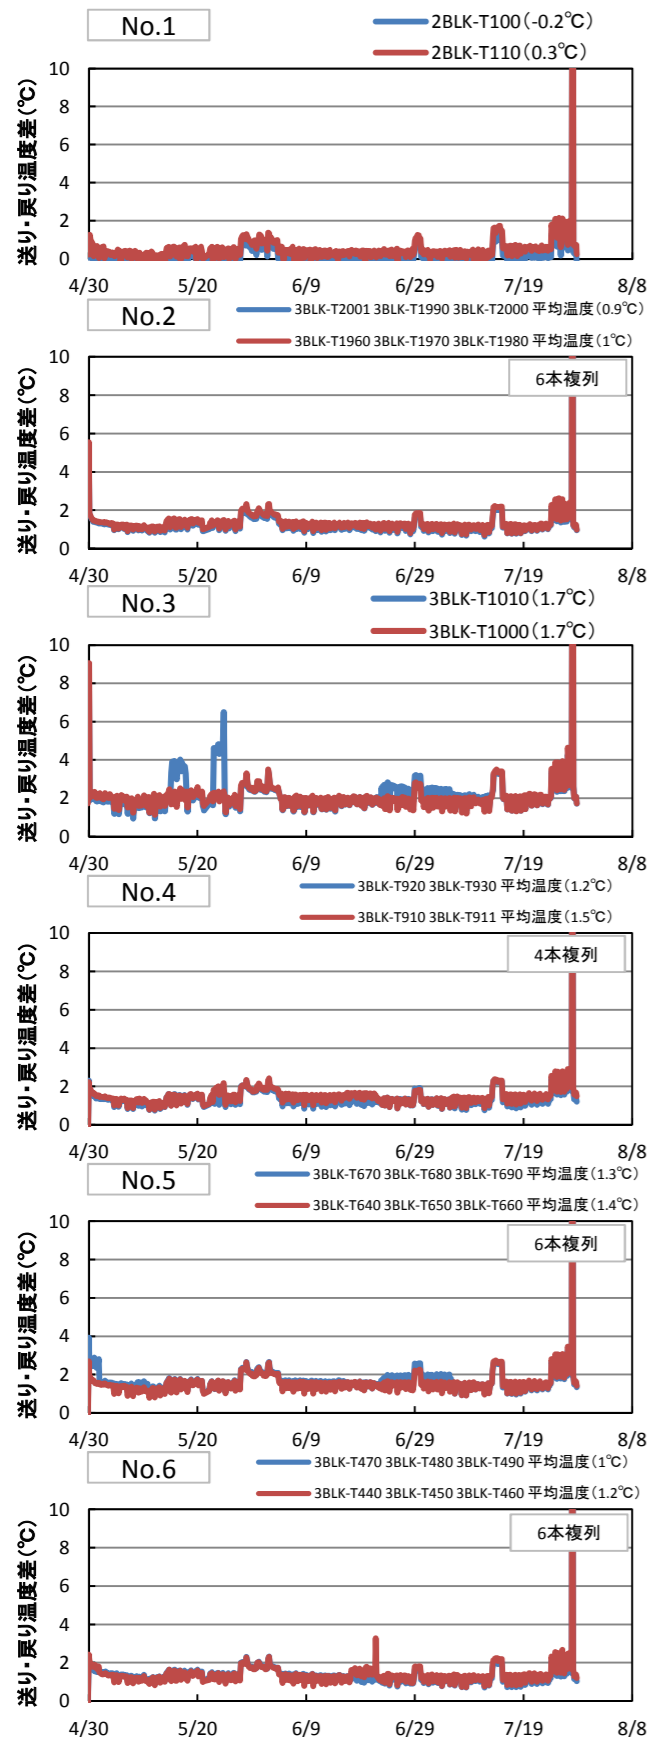 No.1
2BLK-T100(-0.2℃)
2BLK-T110(0.3℃)
送り・戻り温度差(℃)
10
8
6
4
2
0
4/30 5/20 6/9 6/29 7/19 8/8
No.2
3BLK-T2001 3BLK-T1990 3BLK-T2000 平均温度(0.9℃)
3BLK-T1960 3BLK-T1970 3BLK-T1980 平均温度(1℃)
6本複列
送り・戻り温度差(℃)
10
8
6
4
2
0
4/30 5/20 6/9 6/29 7/19 8/8
No.3
3BLK-T1010(1.7℃)
3BLK-T1000(1.7℃)
送り・戻り温度差(℃)
10
8
6
4
2
0
4/30 5/20 6/9 6/29 7/19 8/8
No.4
3BLK-T920 3BLK-T930 平均温度(1.2℃)
3BLK-T910 3BLK-T911 平均温度(1.5℃)
4本複列
送り・戻り温度差(℃)
10
8
6
4
2
0
4/30 5/20 6/9 6/29 7/19 8/8
No.5
3BLK-T670 3BLK-T680 3BLK-T690 平均温度(1.3℃)
3BLK-T640 3BLK-T650 3BLK-T660 平均温度(1.4℃)
6本複列
送り・戻り温度差(℃)
10
8
6
4
2
0
4/30 5/20 6/9 6/29 7/19 8/8
No.6
3BLK-T470 3BLK-T480 3BLK-T490 平均温度(1℃)
3BLK-T440 3BLK-T450 3BLK-T460 平均温度(1.2℃)
6本複列
送り・戻り温度差(℃)
10
8
6
4
2
0
4/30 5/20 6/9 6/29 7/19 8/8